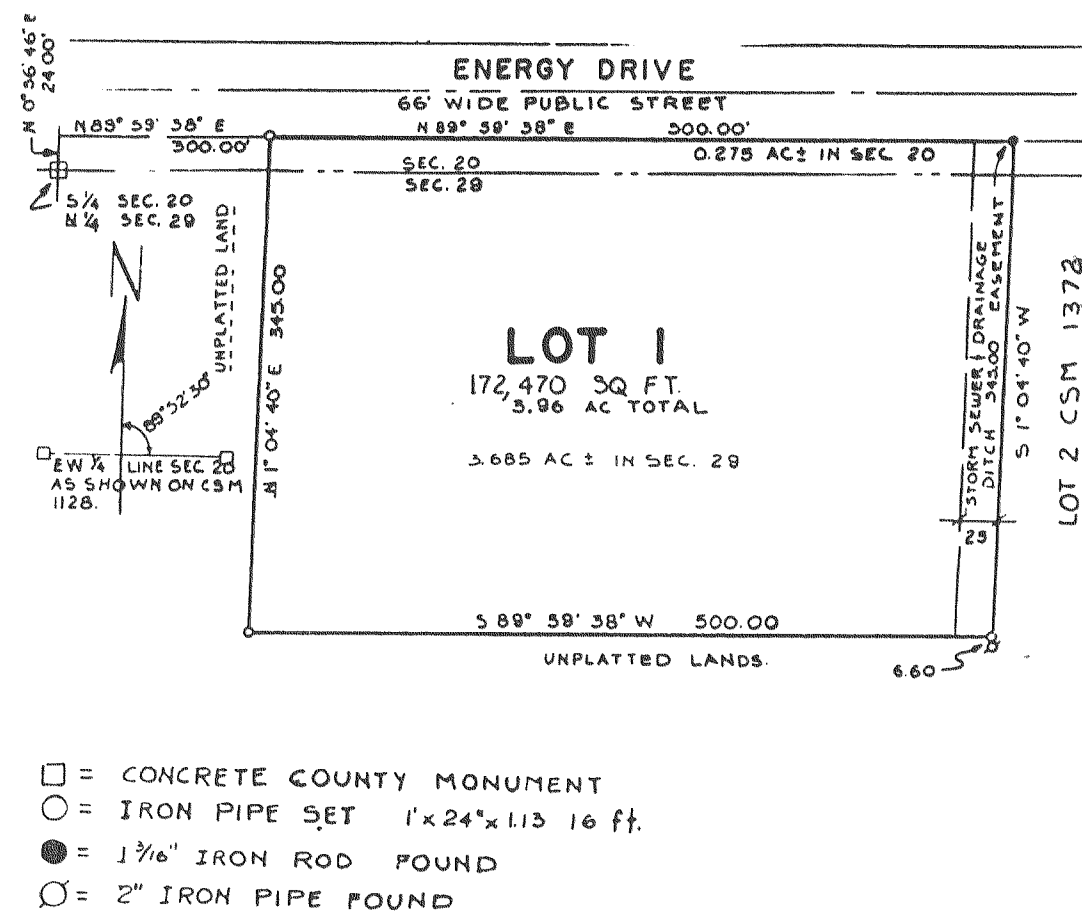 N 0° 36' 46" E
24.00'
ENERGY DRIVE
66' WIDE PUBLIC STREET
N 89° 59' 38" E
300.00'
N 89° 59' 38" E 500.00'
0.275 AC± IN SEC 20
SEC. 20
SEC. 29
S 1/4 SEC. 20
N 1/4 SEC. 29
UNPLATTED LAND
N 1° 04' 40" E 345.00
N
89° 52' 30"
EW 1/4 LINE SEC 20
AS SHOWN ON CSM
1128.
LOT 1
172,470 SQ FT.
3.96 AC TOTAL
3.685 AC ± IN SEC. 29
STORM SEWER & DRAINAGE
DITCH 345.00 EASEMENT
S 1° 04' 40" W
LOT 2 CSM 1372
25
S 89° 59' 38" W 500.00
UNPLATTED LANDS.
6.60
□ = CONCRETE COUNTY MONUMENT
○ = IRON PIPE SET 1'x24"x1.13 16 ft.
● = 1 3/16" IRON ROD FOUND
∅ = 2" IRON PIPE FOUND